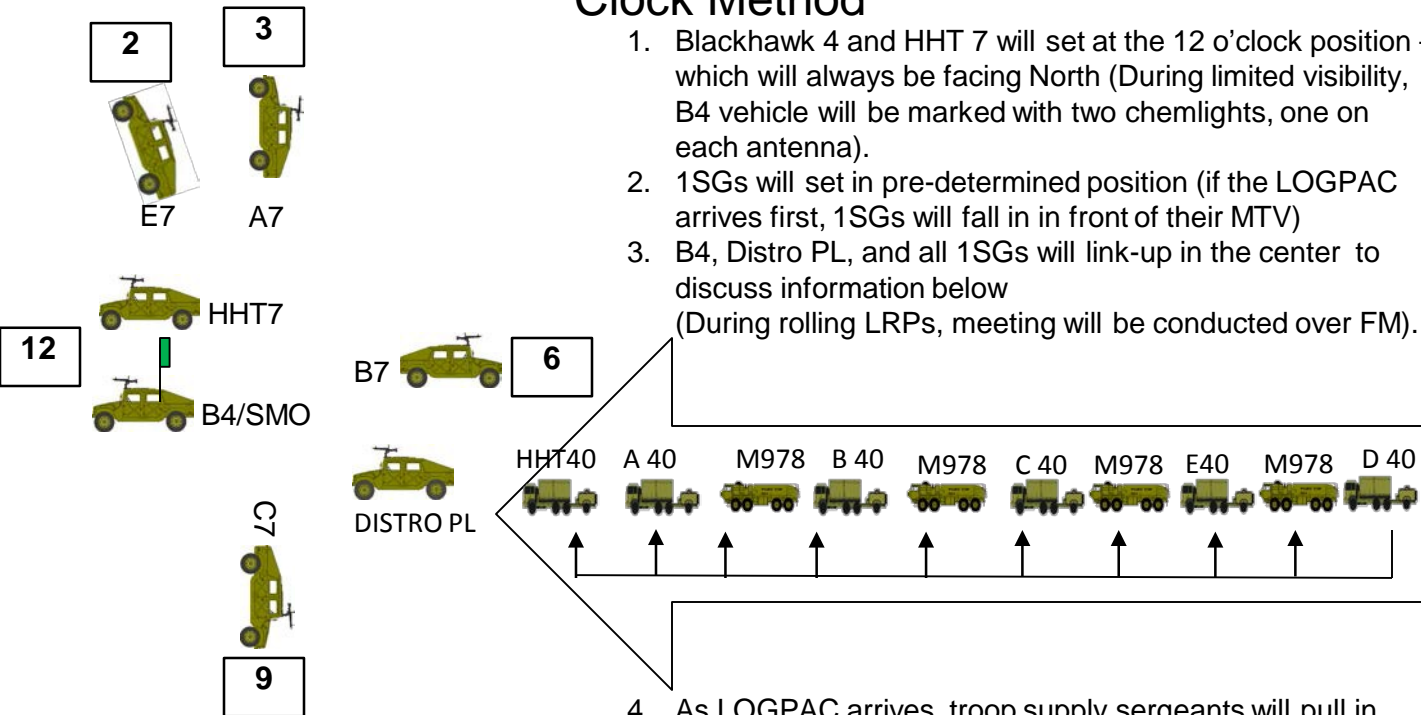 Clock Method
1. Blackhawk 4 and HHT 7 will set at the 12 o'clock position -
which will always be facing North (During limited visibility,
B4 vehicle will be marked with two chemlights, one on
each antenna).
2. 1SGs will set in pre-determined position (if the LOGPAC
arrives first, 1SGs will fall in in front of their MTV)
3. B4, Distro PL, and all 1SGs will link-up in the center to
discuss information below
(During rolling LRPs, meeting will be conducted over FM).
2
3
E7
A7
HHT7
12
B4/SMO
B7
6
DISTRO PL
C7
9
HHT40 A 40 M978 B 40 M978 C 40 M978 E40 M978 D 40
4. As LOGPAC arrives, troop supply sergeants will pull in